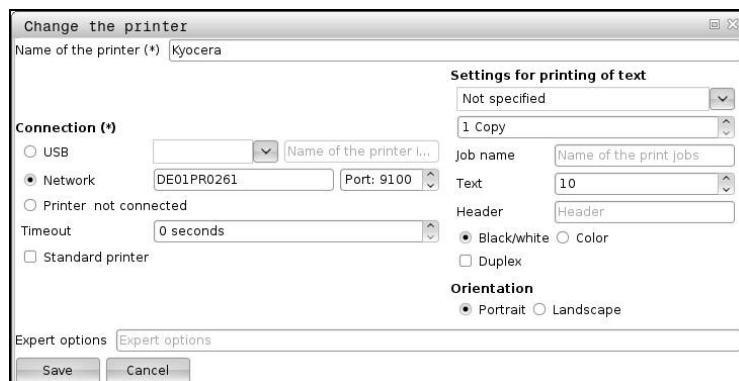 Change the printer
Name of the printer (*) Kyocera
Settings for printing of text
Not specified
Connection (*)
1 Copy
USB Name of the printer i...
Job name Name of the print jobs
Network DE01PR0261 Port: 9100
Text 10
Printer not connected
Header Header
Timeout 0 seconds
Black/white Color
Standard printer
Duplex
Orientation
Portrait Landscape
Expert options Expert options
Save Cancel